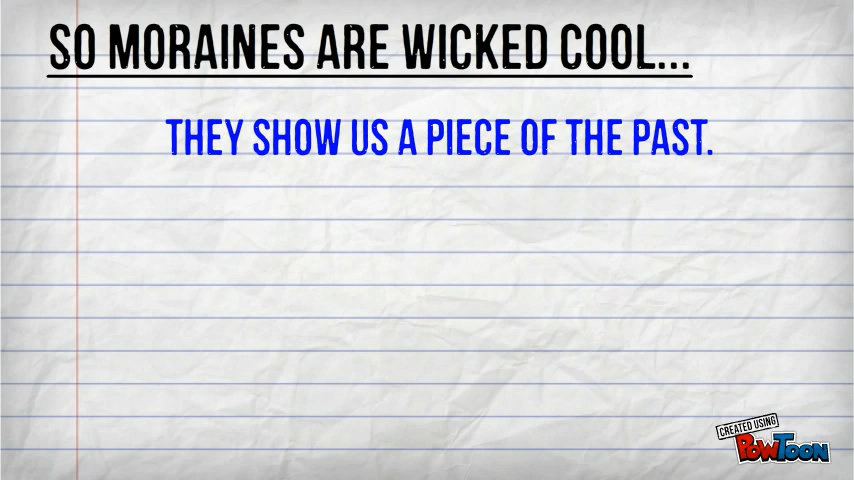 SO MORAINES ARE WICKED COOL...
THEY SHOW US A PIECE OF THE PAST.
CREATED USING
POWTOON